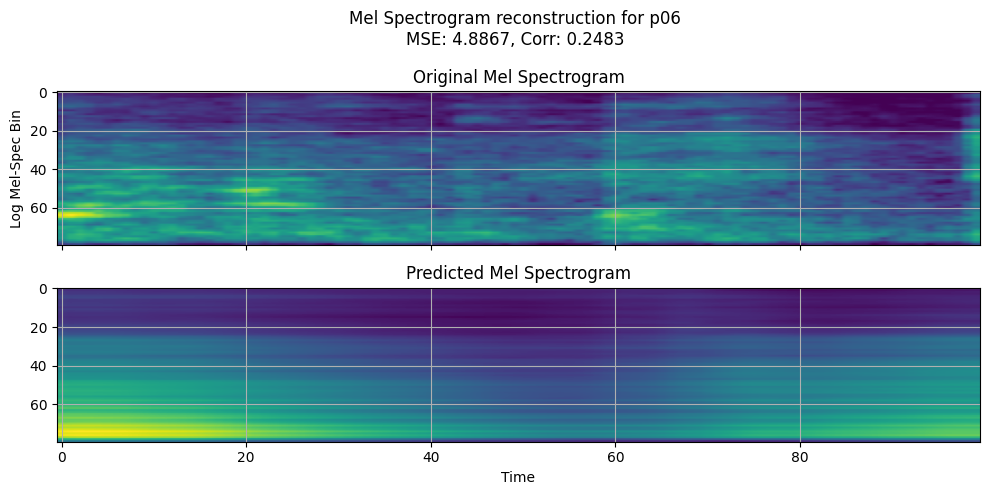 Mel Spectrogram reconstruction for p06
MSE: 4.8867, Corr: 0.2483
Original Mel Spectrogram
Log Mel-Spec Bin
0
20
40
60
Predicted Mel Spectrogram
0
20
40
60
0 20 40 60 80
Time